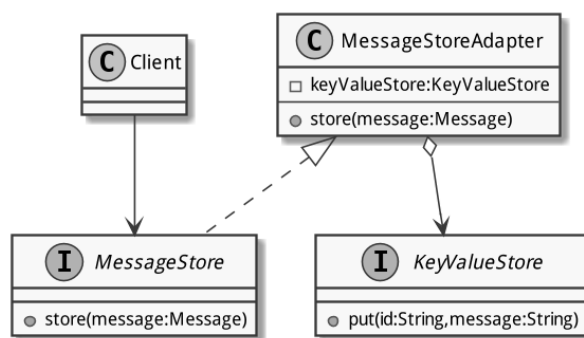 C Client
C MessageStoreAdapter
keyValueStore:KeyValueStore
store(message:Message)
I MessageStore
store(message:Message)
I KeyValueStore
put(id:String,message:String)